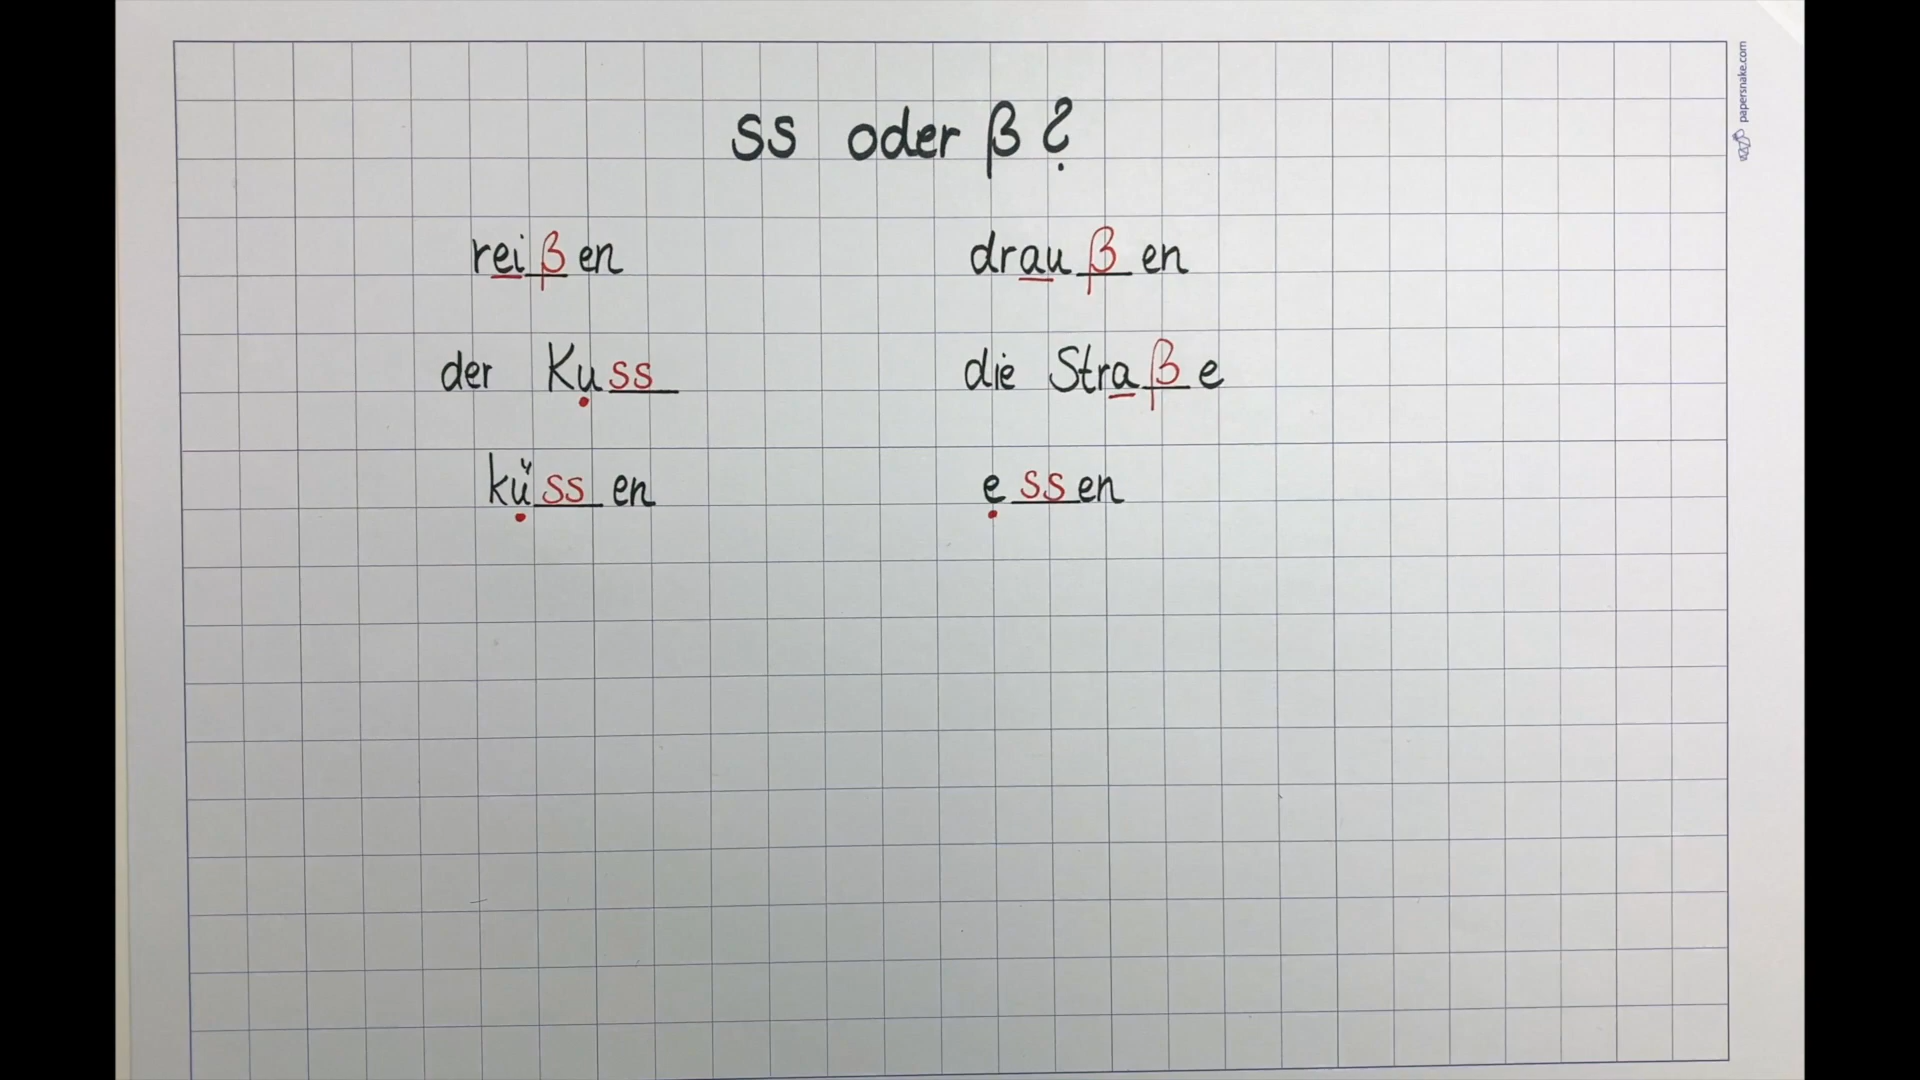 ss oder ß?
reißen
draußen
der Kuss
die Straße
küssen
essen
papersnake.com